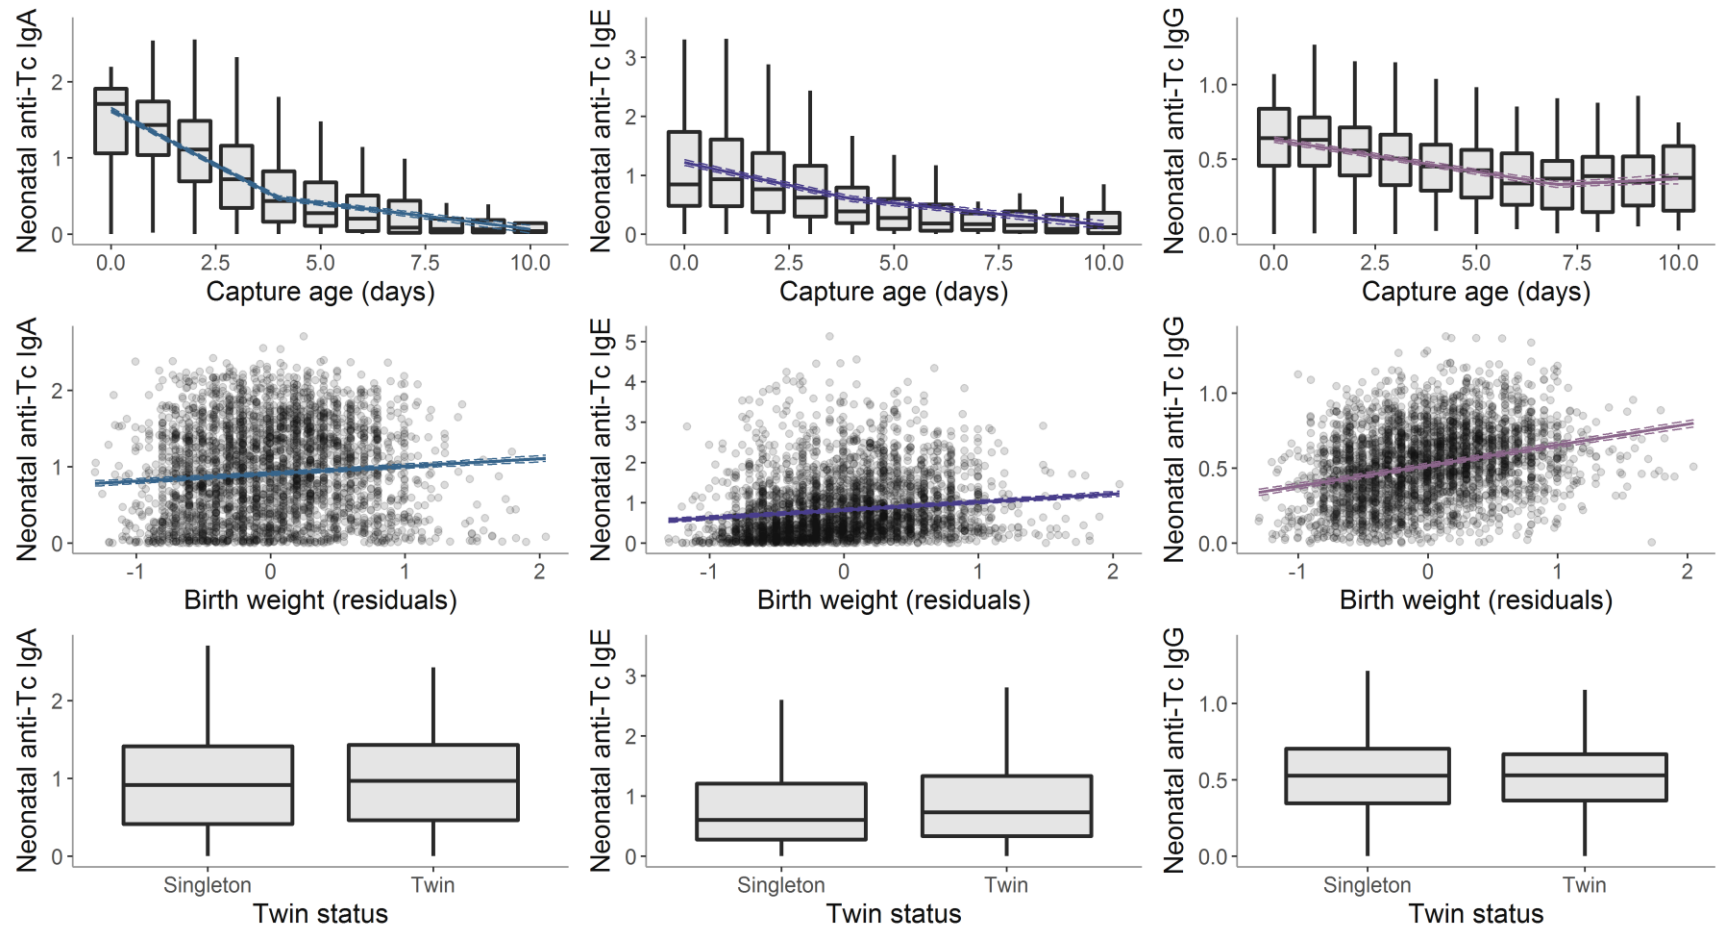 Neonatal anti-Tc IgA
2
1
0
0.0 2.5 5.0 7.5 10.0
Capture age (days)
Neonatal anti-Tc IgE
3
2
1
0
0.0 2.5 5.0 7.5 10.0
Capture age (days)
Neonatal anti-Tc IgG
1.0
0.5
0.0
0.0 2.5 5.0 7.5 10.0
Capture age (days)
Neonatal anti-Tc IgA
2
1
0
-1 0 1 2
Birth weight (residuals)
Neonatal anti-Tc IgE
5
4
3
2
1
0
-1 0 1 2
Birth weight (residuals)
Neonatal anti-Tc IgG
1.0
0.5
0.0
-1 0 1 2
Birth weight (residuals)
Neonatal anti-Tc IgA
2
1
0
Singleton Twin
Twin status
Neonatal anti-Tc IgE
3
2
1
0
Singleton Twin
Twin status
Neonatal anti-Tc IgG
1.0
0.5
0.0
Singleton Twin
Twin status